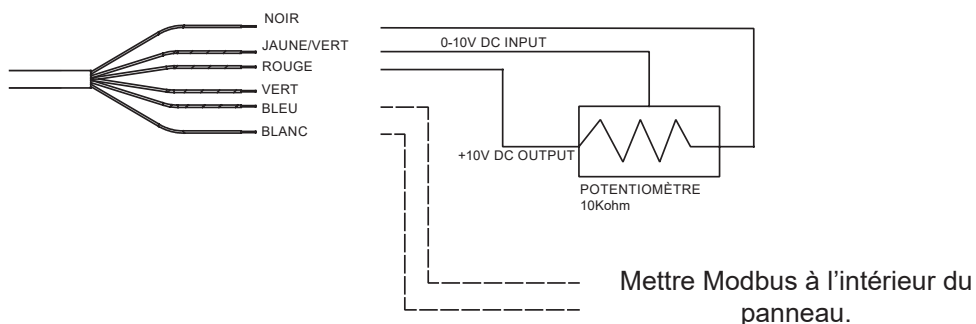 NOIR
JAUNE/VERT
0-10V DC INPUT
ROUGE
VERT
BLEU
BLANC
+10V DC OUTPUT
POTENTIOMÈTRE
10Kohm
Mettre Modbus à l’intérieur du
panneau.